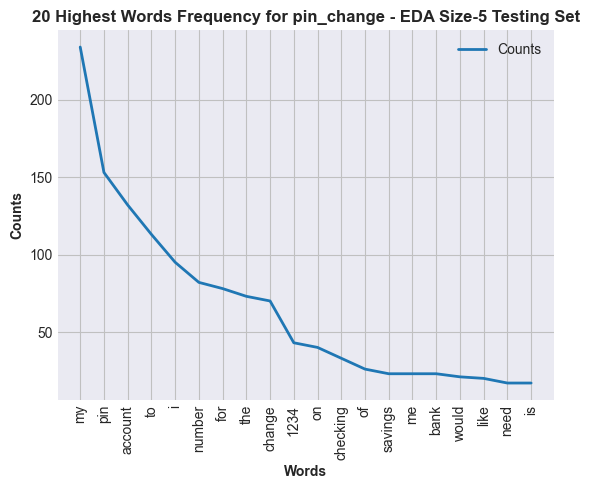 20 Highest Words Frequency for pin_change - EDA Size-5 Testing Set
Counts
200
150
100
50
Counts
my
pin
account
to
i
number
for
the
change
1234
on
checking
of
savings
me
bank
would
like
need
is
Words